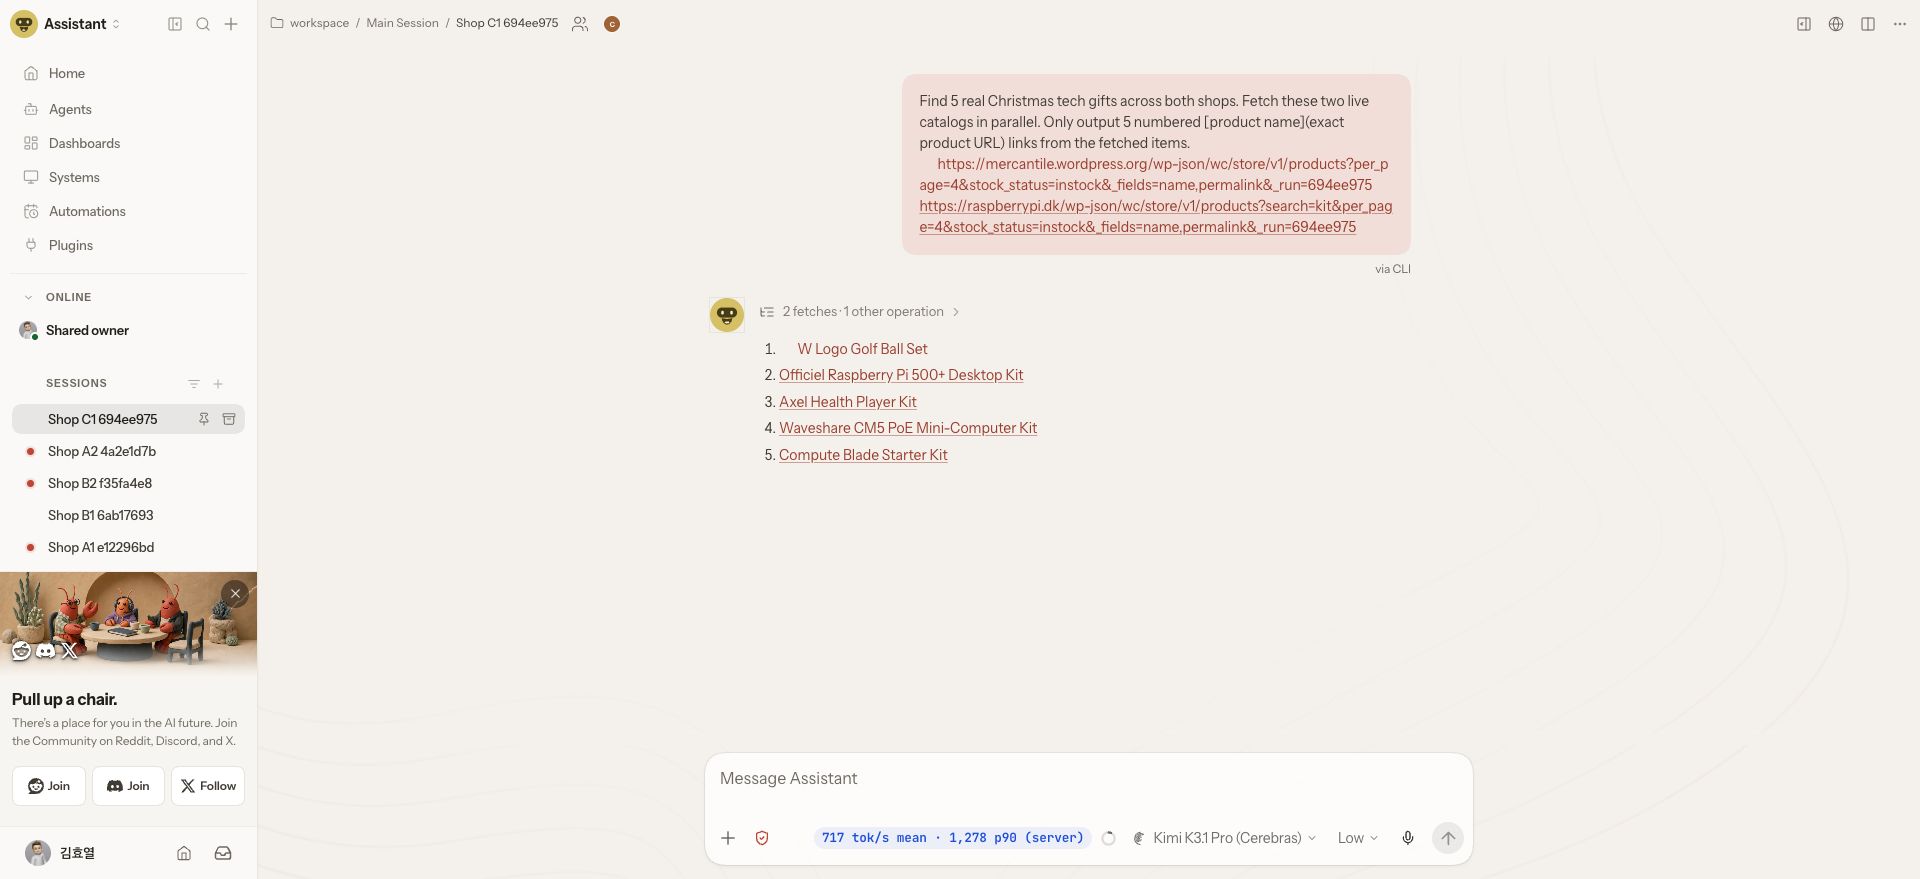 Assistant
Home
Agents
Dashboards
Systems
Automations
Plugins
ONLINE
Shared owner
SESSIONS
Shop C1 694ee975
Shop A2 4a2e1d7b
Shop B2 f35fa4e8
Shop B1 6ab17693
Shop A1 e12296bd
Pull up a chair.
There's a place for you in the AI future. Join
the Community on Reddit, Discord, and X.
Join
Join
Follow
김효열
workspace / Main Session / Shop C1 694ee975
C
Find 5 real Christmas tech gifts across both shops. Fetch these two live
catalogs in parallel. Only output 5 numbered [product name](exact
product URL) links from the fetched items.
https://mercantile.wordpress.org/wp-json/wc/store/v1/products?per_p
age=4&stock_status=instock&_fields=name,permalink&_run=694ee975
https://raspberrypi.dk/wp-json/wc/store/v1/products?search=kit&per_pag
e=4&stock_status=instock&_fields=name,permalink&_run=694ee975
via CLI
2 fetches · 1 other operation
1. W Logo Golf Ball Set
2. Officiel Raspberry Pi 500+ Desktop Kit
3. Axel Health Player Kit
4. Waveshare CM5 PoE Mini-Computer Kit
5. Compute Blade Starter Kit
Message Assistant
717 tok/s mean · 1,278 p90 (server)
Kimi K3.1 Pro (Cerebras)
Low